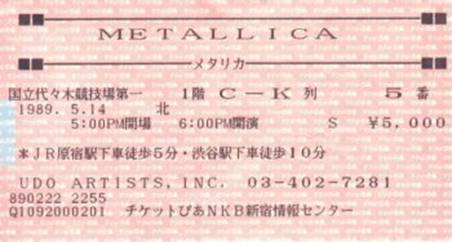 METALLICA
メタリカ
国立代々木競技場第一 1階 C－K 列 5 番
1989. 5.14 北
5:00PM開場 6:00PM開演 S ￥5,000
＊JR原宿駅下車徒歩5分・渋谷駅下車徒歩10分
UDO ARTISTS, INC. 03-402-7281
890222 2255
Q1092000201 チケットぴあNKB新宿情報センター